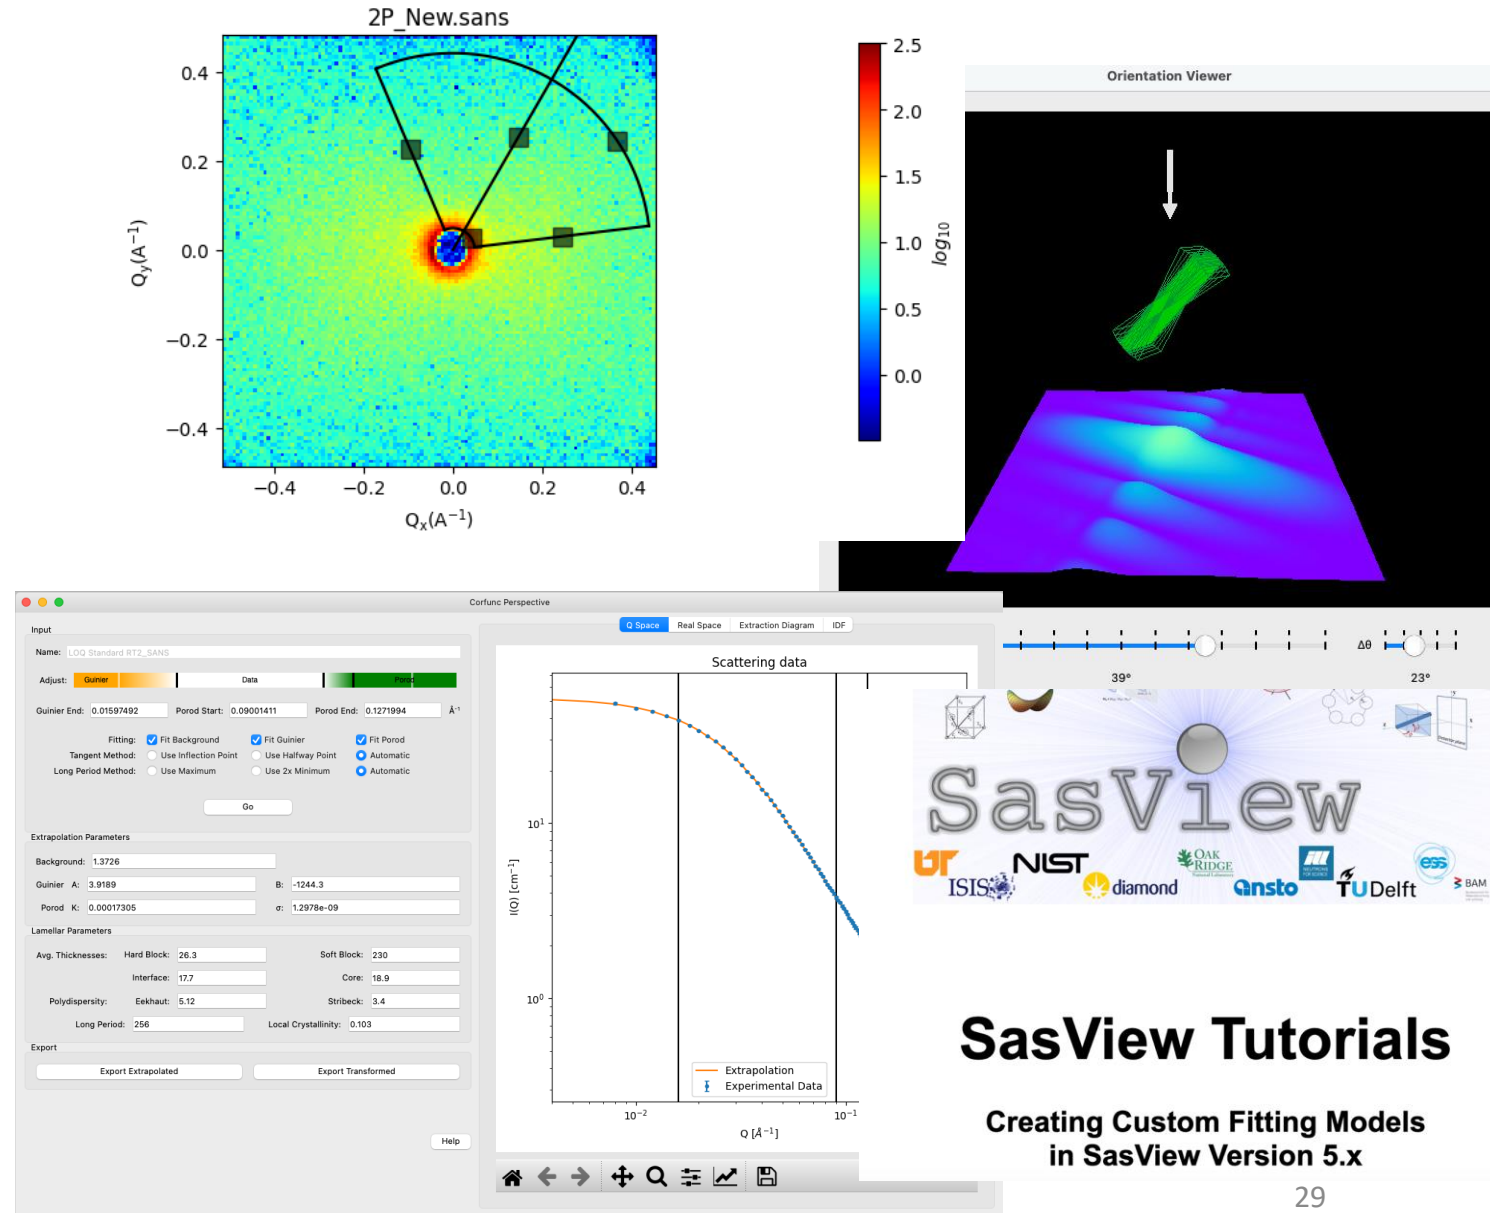 2P_New.sans
0.4
0.2
0.0
−0.2
−0.4
Qy(A⁻¹)
−0.4 −0.2 0.0 0.2 0.4
Qx(A⁻¹)
2.5
2.0
1.5
1.0
0.5
0.0
log₁₀
Orientation Viewer
39°
Δθ
23°
Corfunc Perspective
Input
Name: LOQ Standard RT2_SANS
Adjust: Guinier Data Porod
Guinier End: 0.01597492 Porod Start: 0.09001411 Porod End: 0.1271994 Å⁻¹
Fitting: Fit Background Fit Guinier Fit Porod
Tangent Method: Use Inflection Point Use Halfway Point Automatic
Long Period Method: Use Maximum Use 2x Minimum Automatic
Go
Extrapolation Parameters
Background: 1.3726
Guinier A: 3.9189 B: -1244.3
Porod K: 0.00017305 σ: 1.2978e-09
Lamellar Parameters
Avg. Thicknesses: Hard Block: 26.3 Soft Block: 230
Interface: 17.7 Core: 18.9
Polydispersity: Eekhaut: 5.12 Stribeck: 3.4
Long Period: 256 Local Crystallinity: 0.103
Export
Export Extrapolated Export Transformed
Help
Q Space Real Space Extraction Diagram IDF
Scattering data
10¹
10⁰
I(Q) [cm⁻¹]
Extrapolation
Experimental Data
10⁻² 10⁻¹
Q [Å⁻¹]
SasView
UT NIST OAK RIDGE National Laboratory ess
ISIS diamond ansto TUDelft BAM
SasView Tutorials
Creating Custom Fitting Models
in SasView Version 5.x
29